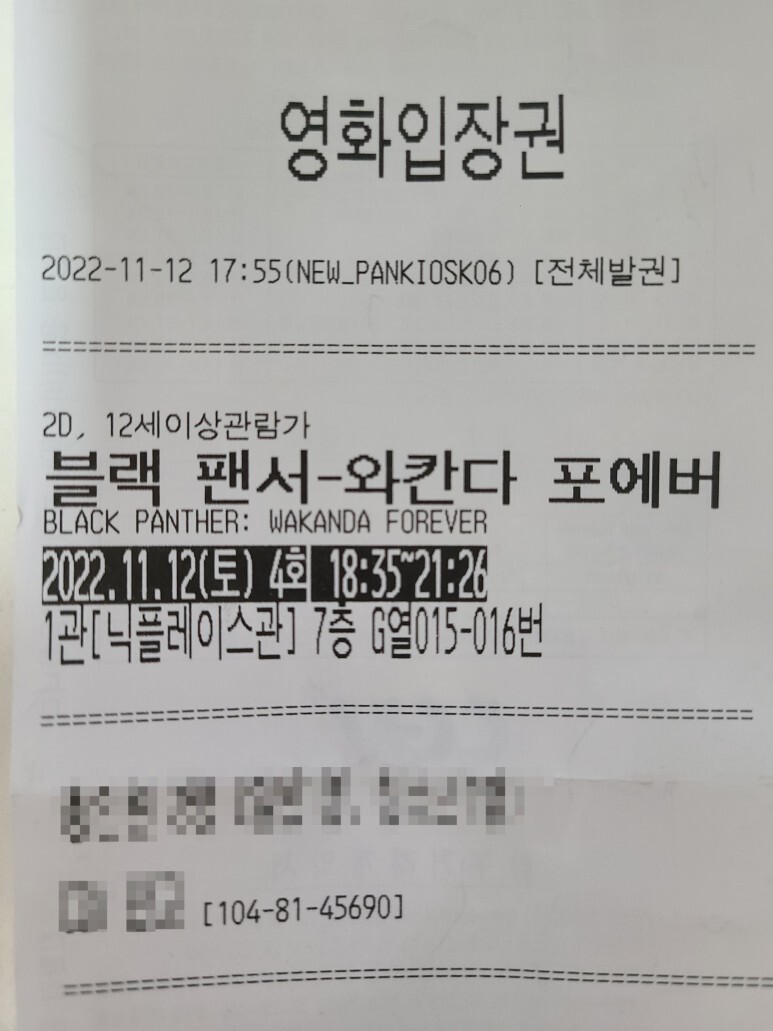 영화입장권
2022-11-12 17:55(NEW_PANKIOSK06) [전체발권]
===================================================
2D, 12세이상관람가
블랙 팬서-와칸다 포에버
BLACK PANTHER: WAKANDA FOREVER
2022.11.12(토) 4회 18:35~21:26
1관[닉플레이스관] 7층 G열015-016번
===================================================
[104-81-45690]
===================================================